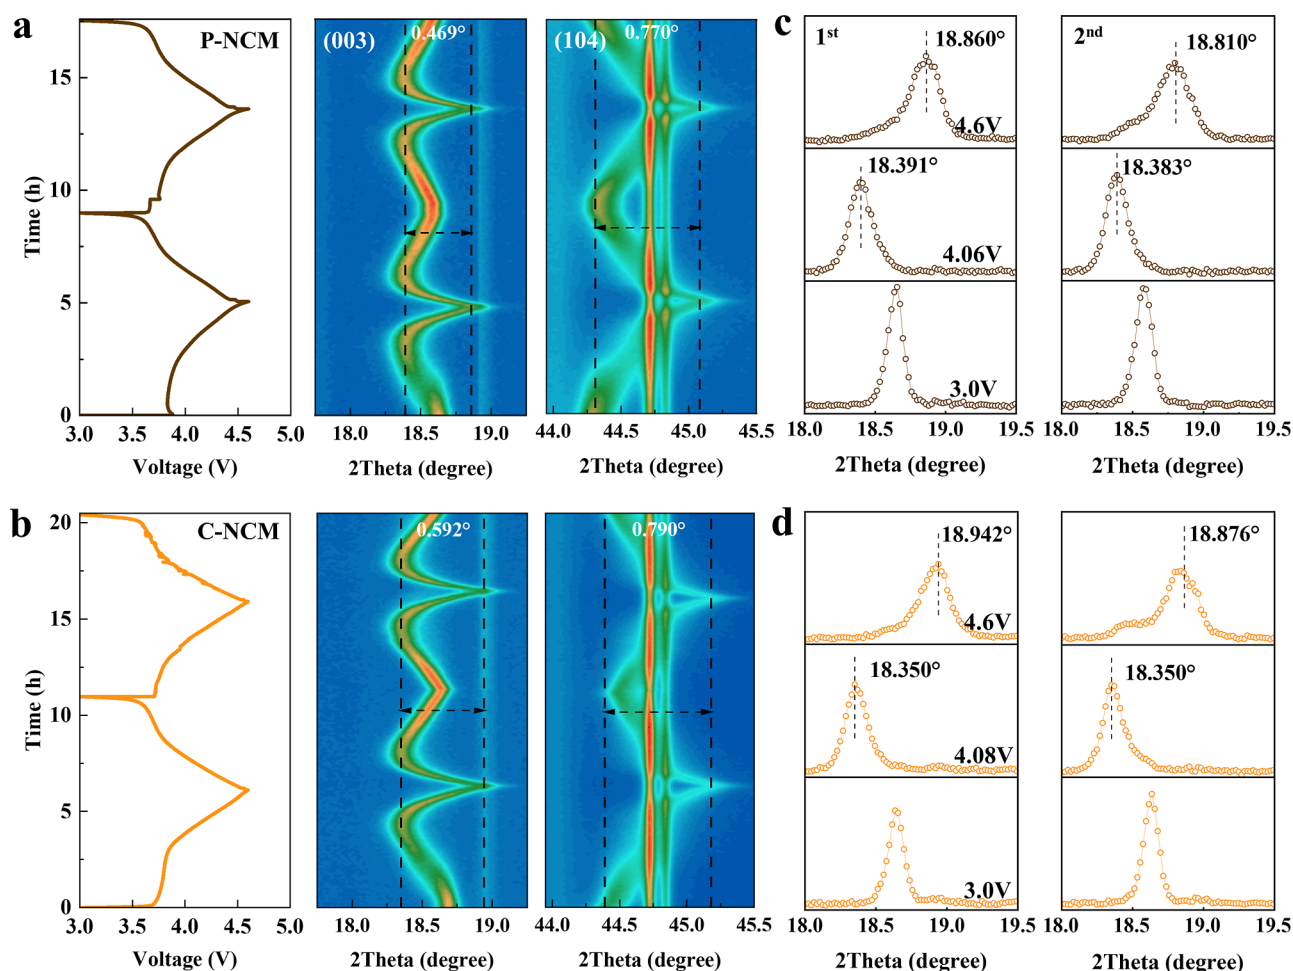 a
P-NCM
(003)
0.469°
(104)
0.770°
15
10
5
0
Time (h)
3.0 3.5 4.0 4.5 5.0
Voltage (V)
18.0 18.5 19.0
2Theta (degree)
44.0 44.5 45.0 45.5
2Theta (degree)
c
1st
18.860°
4.6V
18.391°
4.06V
3.0V
18.0 18.5 19.0 19.5
2Theta (degree)
2nd
18.810°
18.383°
18.0 18.5 19.0 19.5
2Theta (degree)
b
C-NCM
0.592°
0.790°
20
15
10
5
0
Time (h)
3.0 3.5 4.0 4.5 5.0
Voltage (V)
18.0 18.5 19.0
2Theta (degree)
44.0 44.5 45.0 45.5
2Theta (degree)
d
18.942°
4.6V
18.350°
4.08V
3.0V
18.0 18.5 19.0 19.5
2Theta (degree)
18.876°
18.350°
18.0 18.5 19.0 19.5
2Theta (degree)